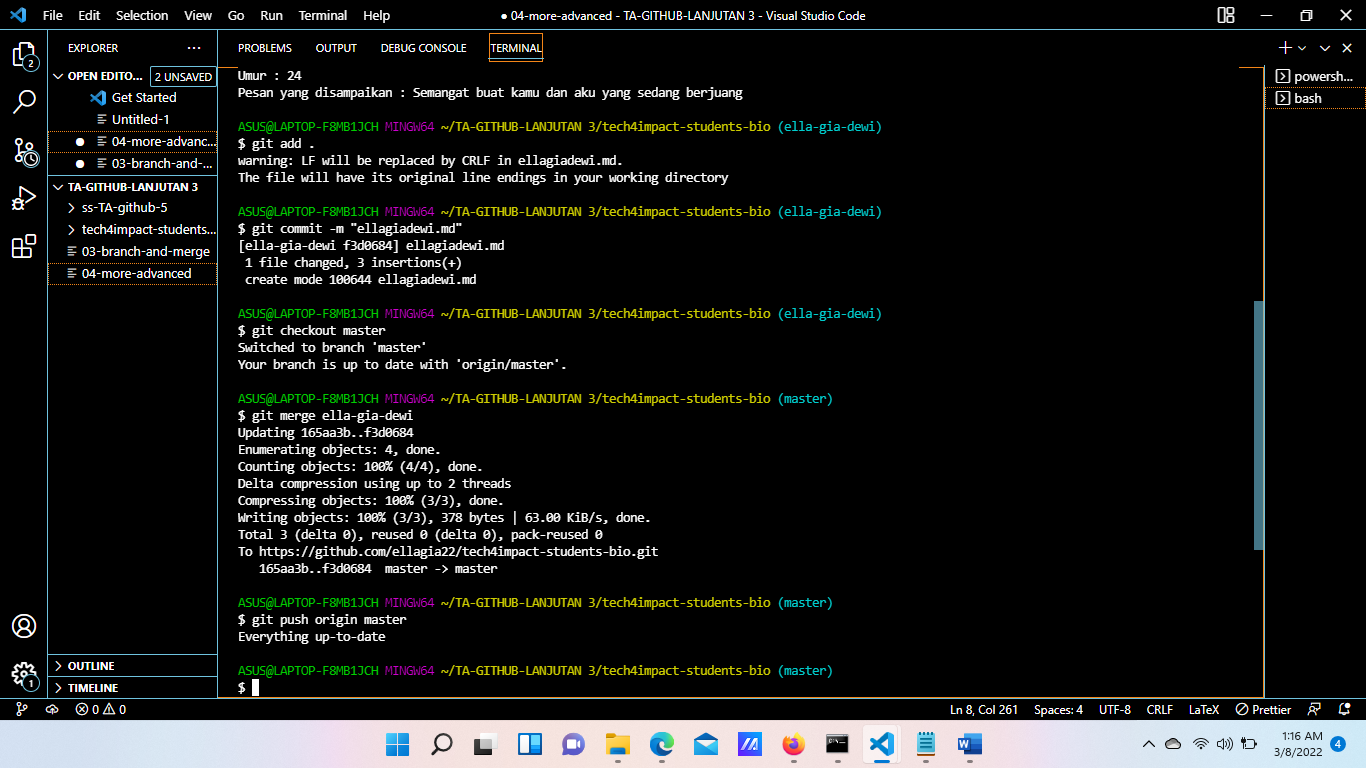 File Edit Selection View Go Run Terminal Help
● 04-more-advanced - TA-GITHUB-LANJUTAN 3 - Visual Studio Code
EXPLORER
OPEN EDITO... 2 UNSAVED
Get Started
Untitled-1
04-more-advanc...
03-branch-and-...
TA-GITHUB-LANJUTAN 3
ss-TA-github-5
tech4impact-students...
03-branch-and-merge
04-more-advanced
OUTLINE
TIMELINE
2
1
PROBLEMS OUTPUT DEBUG CONSOLE TERMINAL
Umur : 24
Pesan yang disampaikan : Semangat buat kamu dan aku yang sedang berjuang
ASUS@LAPTOP-F8MB1JCH MINGW64 ~/TA-GITHUB-LANJUTAN 3/tech4impact-students-bio (ella-gia-dewi)
$ git add .
warning: LF will be replaced by CRLF in ellagiadewi.md.
The file will have its original line endings in your working directory
ASUS@LAPTOP-F8MB1JCH MINGW64 ~/TA-GITHUB-LANJUTAN 3/tech4impact-students-bio (ella-gia-dewi)
$ git commit -m "ellagiadewi.md"
[ella-gia-dewi f3d0684] ellagiadewi.md
1 file changed, 3 insertions(+)
create mode 100644 ellagiadewi.md
ASUS@LAPTOP-F8MB1JCH MINGW64 ~/TA-GITHUB-LANJUTAN 3/tech4impact-students-bio (ella-gia-dewi)
$ git checkout master
Switched to branch 'master'
Your branch is up to date with 'origin/master'.
ASUS@LAPTOP-F8MB1JCH MINGW64 ~/TA-GITHUB-LANJUTAN 3/tech4impact-students-bio (master)
$ git merge ella-gia-dewi
Updating 165aa3b..f3d0684
Enumerating objects: 4, done.
Counting objects: 100% (4/4), done.
Delta compression using up to 2 threads
Compressing objects: 100% (3/3), done.
Writing objects: 100% (3/3), 378 bytes | 63.00 KiB/s, done.
Total 3 (delta 0), reused 0 (delta 0), pack-reused 0
To https://github.com/ellagia22/tech4impact-students-bio.git
165aa3b..f3d0684 master -> master
ASUS@LAPTOP-F8MB1JCH MINGW64 ~/TA-GITHUB-LANJUTAN 3/tech4impact-students-bio (master)
$ git push origin master
Everything up-to-date
ASUS@LAPTOP-F8MB1JCH MINGW64 ~/TA-GITHUB-LANJUTAN 3/tech4impact-students-bio (master)
$
powersh...
bash
0 0
Ln 8, Col 261 Spaces: 4 UTF-8 CRLF LaTeX Prettier
1:16 AM
3/8/2022
4